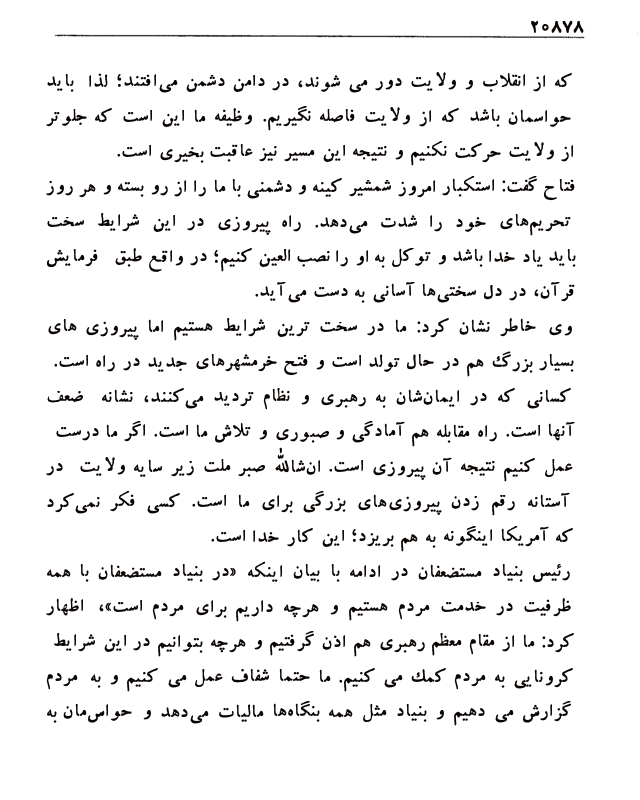 ۲۰۸۷۸
که از انقلاب و ولایت دور می شوند، در دامن دشمن می‌افتند؛ لذا باید
حواسمان باشد که از ولایت فاصله نگیریم. وظیفه ما این است که جلوتر
از ولایت حرکت نکنیم و نتیجه این مسیر نیز عاقبت بخیری است.
فتاح گفت: استکبار امروز شمشیر کینه و دشمنی با ما را از رو بسته و هر روز
تحریم‌های خود را شدت می‌دهد. راه پیروزی در این شرایط سخت
باید یاد خدا باشد و توکل به او را نصب العین کنیم؛ در واقع طبق فرمایش
قرآن، در دل سختی‌ها آسانی به دست می‌آید.
وی خاطر نشان کرد: ما در سخت ترین شرایط هستیم اما پیروزی های
بسیار بزرگ هم در حال تولد است و فتح خرمشهرهای جدید در راه است.
کسانی که در ایمان‌شان به رهبری و نظام تردید می‌کنند، نشانه ضعف
آنها است. راه مقابله هم آمادگی و صبوری و تلاش ما است. اگر ما درست
عمل کنیم نتیجه آن پیروزی است. ان‌شاالله صبر ملت زیر سایه ولایت در
آستانه رقم زدن پیروزی‌های بزرگی برای ما است. کسی فکر نمی‌کرد
که آمریکا اینگونه به هم بریزد؛ این کار خدا است.
رئیس بنیاد مستضعفان در ادامه با بیان اینکه «در بنیاد مستضعفان با همه
ظرفیت در خدمت مردم هستیم و هرچه داریم برای مردم است»، اظهار
کرد: ما از مقام معظم رهبری هم اذن گرفتیم و هرچه بتوانیم در این شرایط
کرونایی به مردم کمك می کنیم. ما حتما شفاف عمل می کنیم و به مردم
گزارش می دهیم و بنیاد مثل همه بنگاه‌ها مالیات می‌دهد و حواس‌مان به